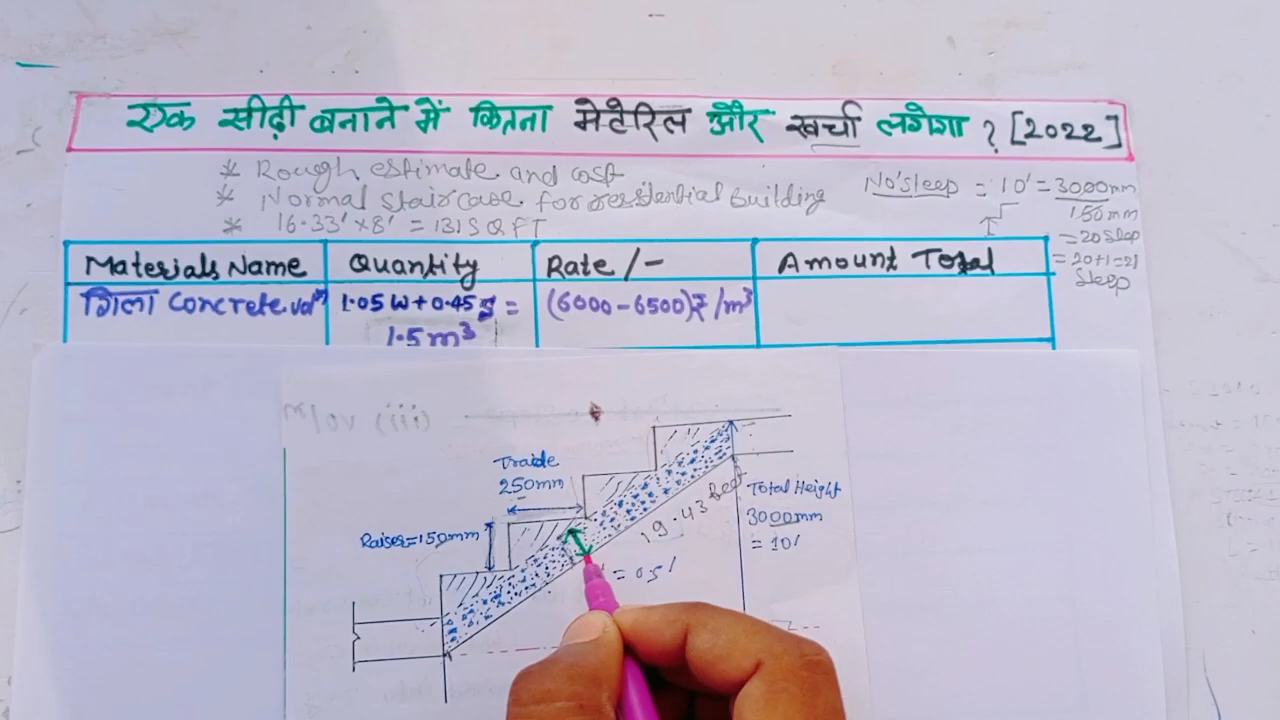 एक सीढ़ी बनाने में कितना मेटेरिल और खर्चा लगेगा ? [2022]
* Rough estimate and cost
* Normal staircase for residential building
* 16.33' x 8' = 131 SQFT
No'sleep = 10' = 3000mm
150mm
= 20 Slep
= 20+1=21
Sleep
Materials Name Quantity Rate /- Amount Total
गिला Concrete.voln 1.05 W + 0.45 S = (6000-6500)₹/m³
1.5 m³
Traide
250mm
Raiser=150mm
19.43 feet
Total Height
3000mm
= 10'
= 0.5'